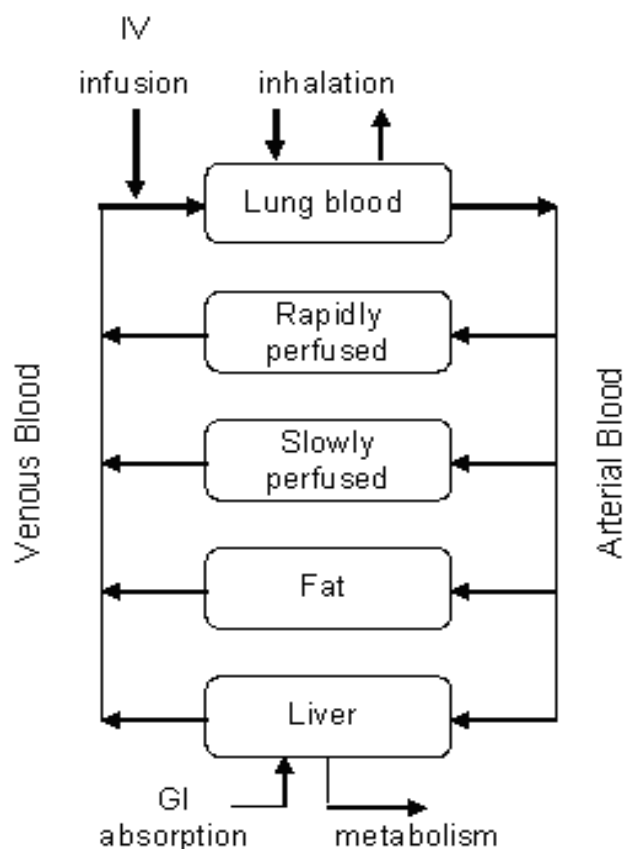 IV
infusion
inhalation
Lung blood
Rapidly
perfused
Slowly
perfused
Fat
Liver
GI
absorption
metabolism
Venous Blood
Arterial Blood